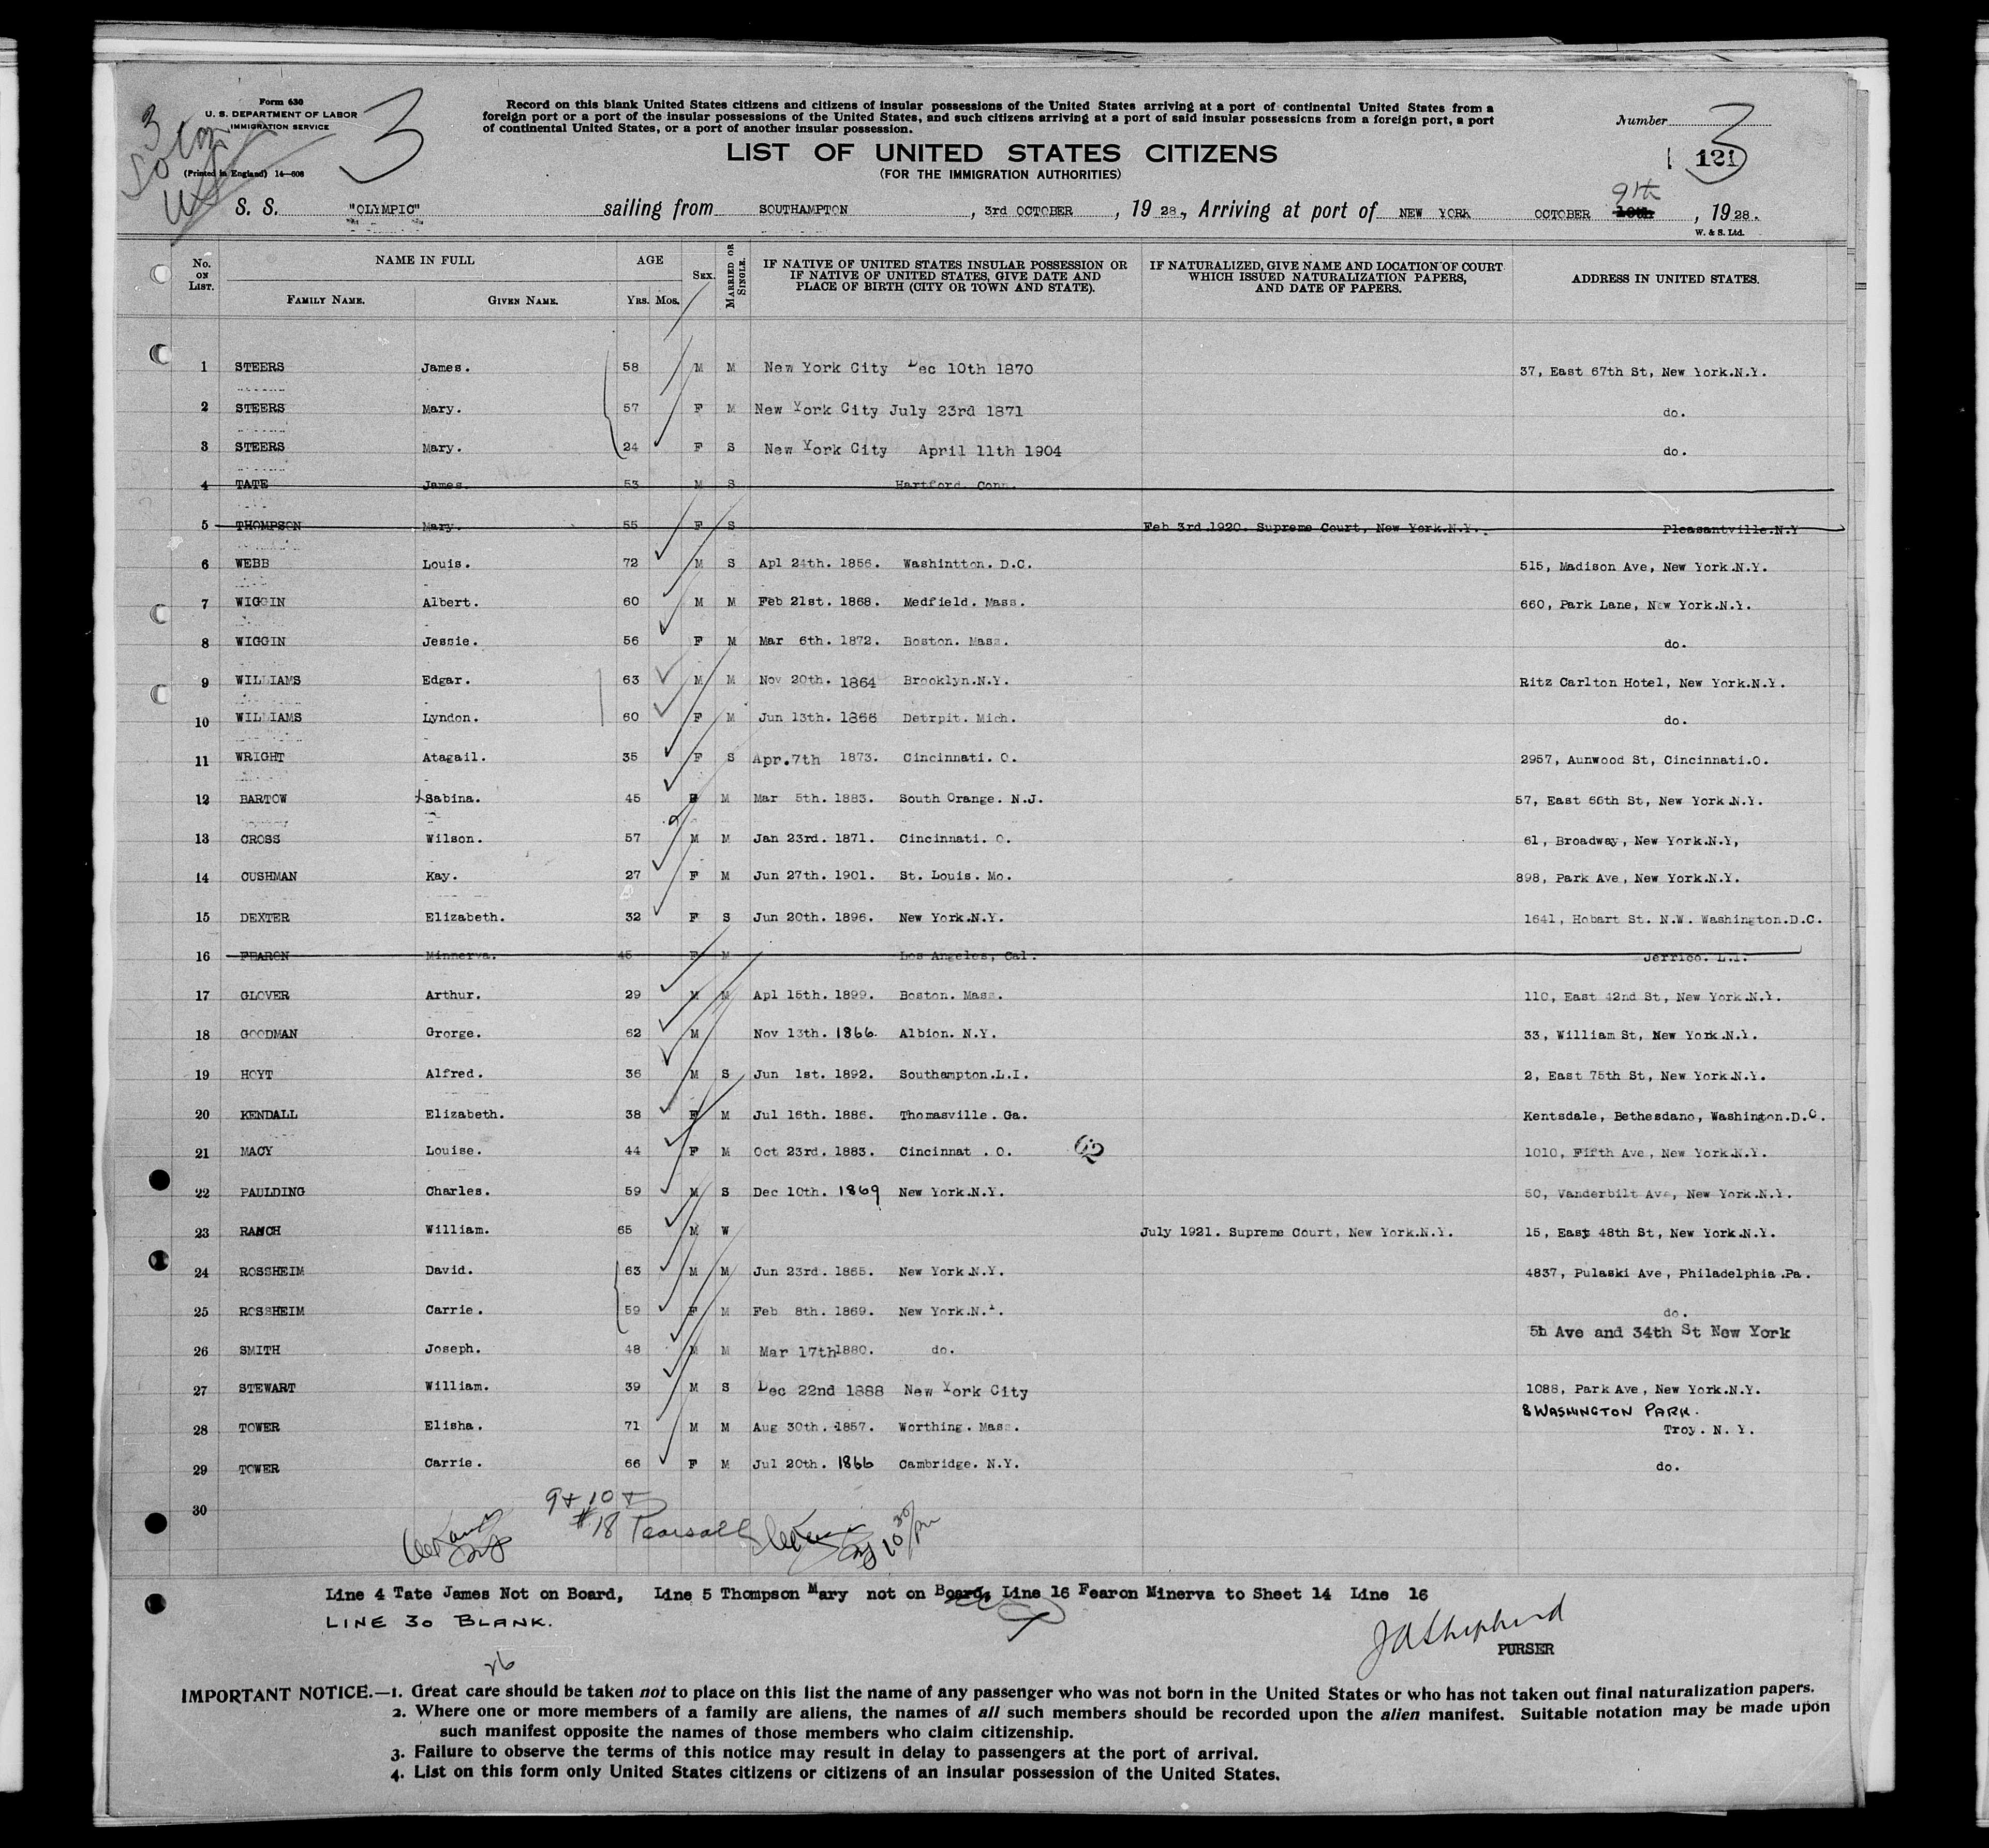 Form 630
U. S. DEPARTMENT OF LABOR
IMMIGRATION SERVICE
(Printed in England) 14—608
3
3
Record on this blank United States citizens and citizens of insular possessions of the United States arriving at a port of continental United States from a
foreign port or a port of the insular possessions of the United States, and such citizens arriving at a port of said insular possessions from a foreign port, a port
of continental United States, or a port of another insular possession.
Number 3
121
LIST OF UNITED STATES CITIZENS
(FOR THE IMMIGRATION AUTHORITIES)
9th
S. S. "OLYMPIC" sailing from SOUTHAMPTON, 3rd OCTOBER, 1928., Arriving at port of NEW YORK OCTOBER 10th, 1928.
W. & S. Ltd.
No. ON LIST. NAME IN FULL AGE SEX. MARRIED OR SINGLE. IF NATIVE OF UNITED STATES INSULAR POSSESSION OR IF NATIVE OF UNITED STATES, GIVE DATE AND PLACE OF BIRTH (CITY OR TOWN AND STATE). IF NATURALIZED, GIVE NAME AND LOCATION OF COURT WHICH ISSUED NATURALIZATION PAPERS, AND DATE OF PAPERS. ADDRESS IN UNITED STATES.
FAMILY NAME. GIVEN NAME. YRS. MOS.
1 STEERS James. 58 M M New York City Dec 10th 1870 37, East 67th St, New York.N.Y.
2 STEERS Mary. 57 F M New York City July 23rd 1871 do.
3 STEERS Mary. 24 F S New York City April 11th 1904 do.
4 TATE James. 53 M S Hartford. Conn.
5 THOMPSON Mary. 55 F S Feb 3rd.1920. Supreme Court, New York.N.Y. Pleasantville.N.Y
6 WEBB Louis. 72 M S Apl 24th. 1856. Washintton. D.C. 515, Madison Ave, New York.N.Y.
7 WIGGIN Albert. 60 M M Feb 21st. 1868. Medfield. Mass. 660, Park Lane, New York.N.Y.
8 WIGGIN Jessie. 56 F M Mar 6th. 1872. Boston. Mass. do.
9 WILLIAMS Edgar. 63 M M Nov 20th. 1864 Brooklyn.N.Y. Ritz Carlton Hotel, New York.N.Y.
10 WILLIAMS Lyndon. 60 F M Jun 13th. 1866 Detrpit. Mich. do.
11 WRIGHT Atagail. 35 F S Apr.7th 1873. Cincinnati. O. 2957, Aunwood St, Cincinnati.O.
12 BARTOW Sabina. 45 F M Mar 5th. 1883. South Orange. N.J. 57, East 66th St, New York.N.Y.
13 CROSS Wilson. 57 M M Jan 23rd. 1871. Cincinnati. O. 61, Broadway, New York.N.Y,
14 CUSHMAN Kay. 27 F M Jun 27th. 1901. St. Louis. Mo. 898, Park Ave, New York.N.Y.
15 DEXTER Elizabeth. 32 F S Jun 20th. 1896. New York.N.Y. 1641, Hobart St. N.W. Washington.D.C.
16 FEARON Minnerva. 45 F M Los Angeles, Cal. Jerrico. L.I.
17 GLOVER Arthur. 29 M M Apl 15th. 1899. Boston. Mass. 110, East 42nd St, New York.N.Y.
18 GOODMAN Grorge. 62 M Nov 13th. 1866. Albion. N.Y. 33, William St, New York.N.Y.
19 HOYT Alfred. 36 M S Jun 1st. 1892. Southampton.L.I. 2, East 75th St, New York.N.Y.
20 KENDALL Elizabeth. 38 F M Jul 16th. 1886. Thomasville. Ga. Kentsdale, Bethesdano, Washington.D.C.
21 MACY Louise. 44 F M Oct 23rd. 1883. Cincinnat . O. 62 1010, Fifth Ave, New York.N.Y.
22 PAULDING Charles. 59 M S Dec 10th. 1869 New York.N.Y. 50, Vanderbilt Ave, New York.N.Y.
23 RANCH William. 65 M W July 1921. Supreme Court, New York.N.Y. 15, East 48th St, New York.N.Y.
24 ROSSHEIM David. 63 M M Jun 23rd. 1865. New York.N.Y. 4837, Pulaski Ave, Philadelphia.Pa.
25 ROSSHEIM Carrie. 59 F M Feb 8th. 1869. New York.N.Y. do.
5h Ave and 34th St New York
26 SMITH Joseph. 48 M M Mar 17th1880. do.
27 STEWART William. 39 M S Dec 22nd 1888 New York City 1088, Park Ave, New York.N.Y.
8 WASHINGTON PARK.
28 TOWER Elisha. 71 M M Aug 30th. 1857. Worthing. Mass. Troy. N. Y.
29 TOWER Carrie. 66 F M Jul 20th. 1866 Cambridge. N.Y. do.
30
9 + 10 +
#18 Pearsall 10 30/pm
Line 4 Tate James Not on Board, Line 5 Thompson Mary not on Board, Line 16 Fearon Minerva to Sheet 14 Line 16
LINE 30 BLANK.
J A Shepherd
PURSER
26
IMPORTANT NOTICE.—1. Great care should be taken not to place on this list the name of any passenger who was not born in the United States or who has not taken out final naturalization papers.
2. Where one or more members of a family are aliens, the names of all such members should be recorded upon the alien manifest. Suitable notation may be made upon
such manifest opposite the names of those members who claim citizenship.
3. Failure to observe the terms of this notice may result in delay to passengers at the port of arrival.
4. List on this form only United States citizens or citizens of an insular possession of the United States.